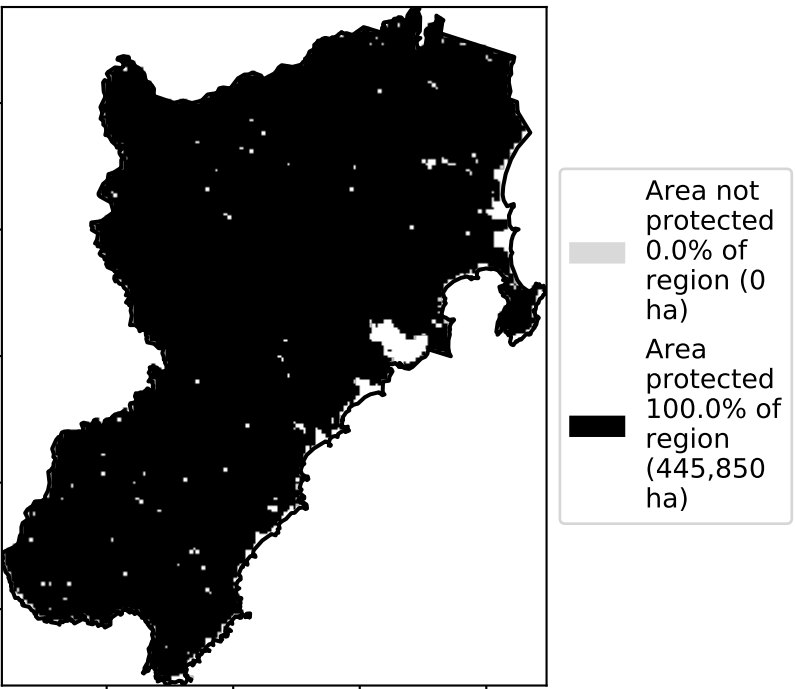 Area not
protected
0.0% of
region (0
ha)
Area
protected
100.0% of
region
(445,850
ha)